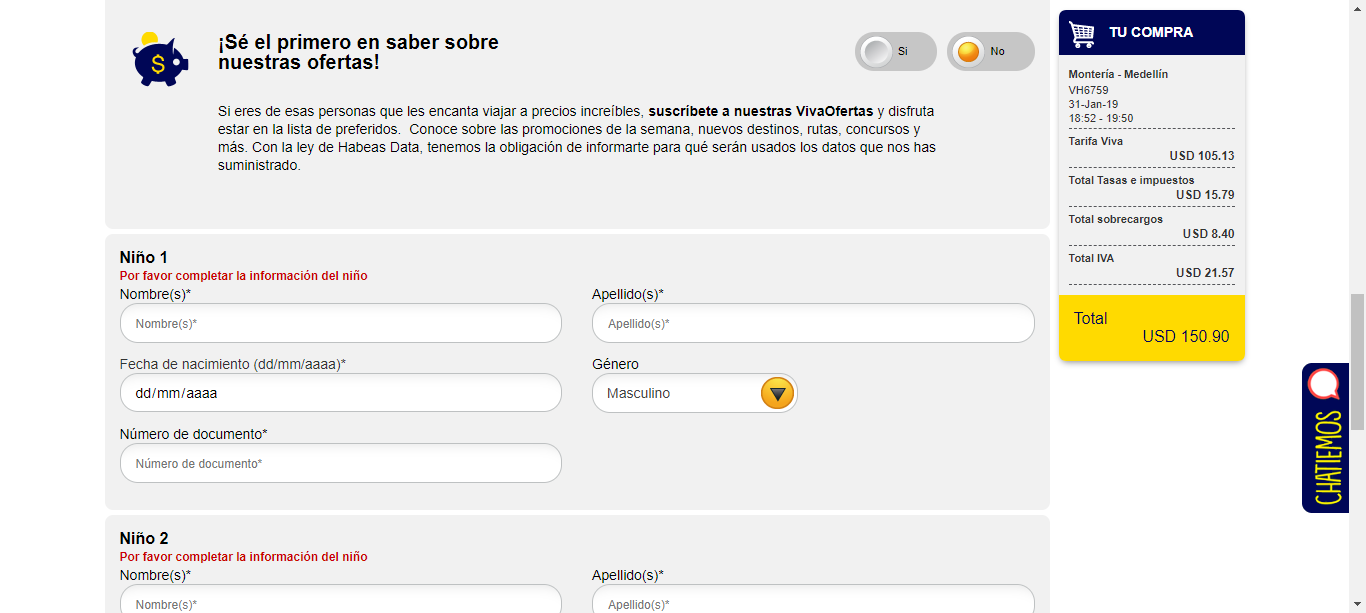 ¡Sé el primero en saber sobre
nuestras ofertas!
Si
No
Si eres de esas personas que les encanta viajar a precios increíbles, suscríbete a nuestras VivaOfertas y disfruta
estar en la lista de preferidos.  Conoce sobre las promociones de la semana, nuevos destinos, rutas, concursos y
más. Con la ley de Habeas Data, tenemos la obligación de informarte para qué serán usados los datos que nos has
suministrado.
Niño 1
Por favor completar la información del niño
Nombre(s)*
Apellido(s)*
Nombre(s)*
Apellido(s)*
Fecha de nacimiento (dd/mm/aaaa)*
Género
dd/mm/aaaa
Masculino
Número de documento*
Número de documento*
Niño 2
Por favor completar la información del niño
Nombre(s)*
Apellido(s)*
Nombre(s)*
Apellido(s)*
TU COMPRA
Montería - Medellín
VH6759
31-Jan-19
18:52 - 19:50
Tarifa Viva
USD 105.13
Total Tasas e impuestos
USD 15.79
Total sobrecargos
USD 8.40
Total IVA
USD 21.57
Total
USD 150.90
CHATIEMOS
$